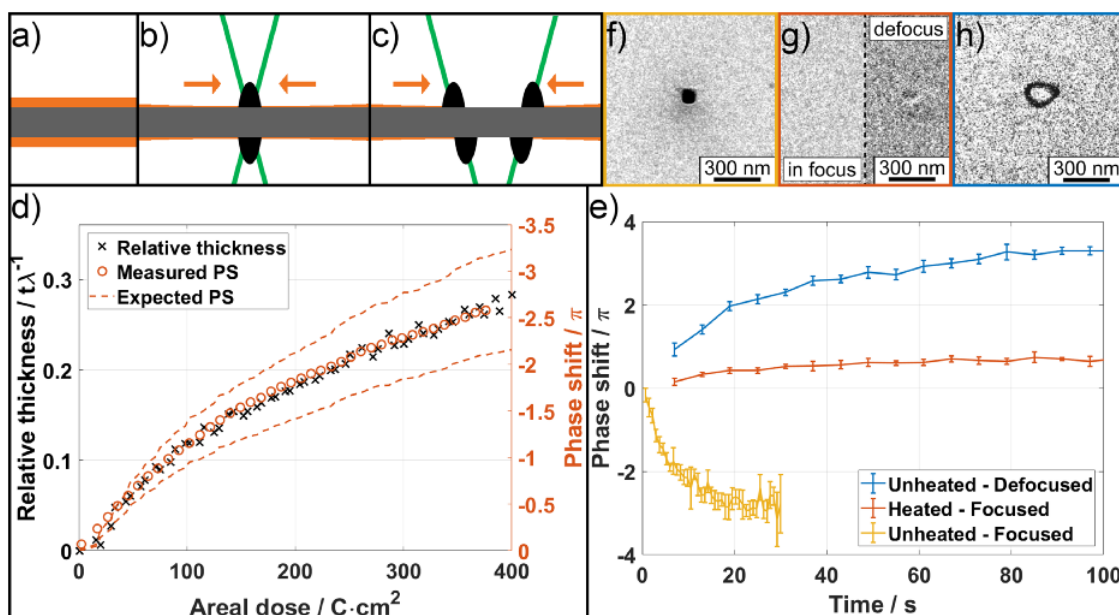 a)
b)
c)
f)
300 nm
g)
defocus
in focus
300 nm
h)
300 nm
d)
Relative thickness / t.λ⁻¹
0
0.1
0.2
0.3
× Relative thickness
Measured PS
Expected PS
0
100
200
300
400
Areal dose / C·cm²
-3.5
-3
-2.5
-2
-1.5
-1
-0.5
0
Phase shift / π
e)
Phase shift / π
4
2
0
-2
-4
Unheated - Defocused
Heated - Focused
Unheated - Focused
0
20
40
60
80
100
Time / s